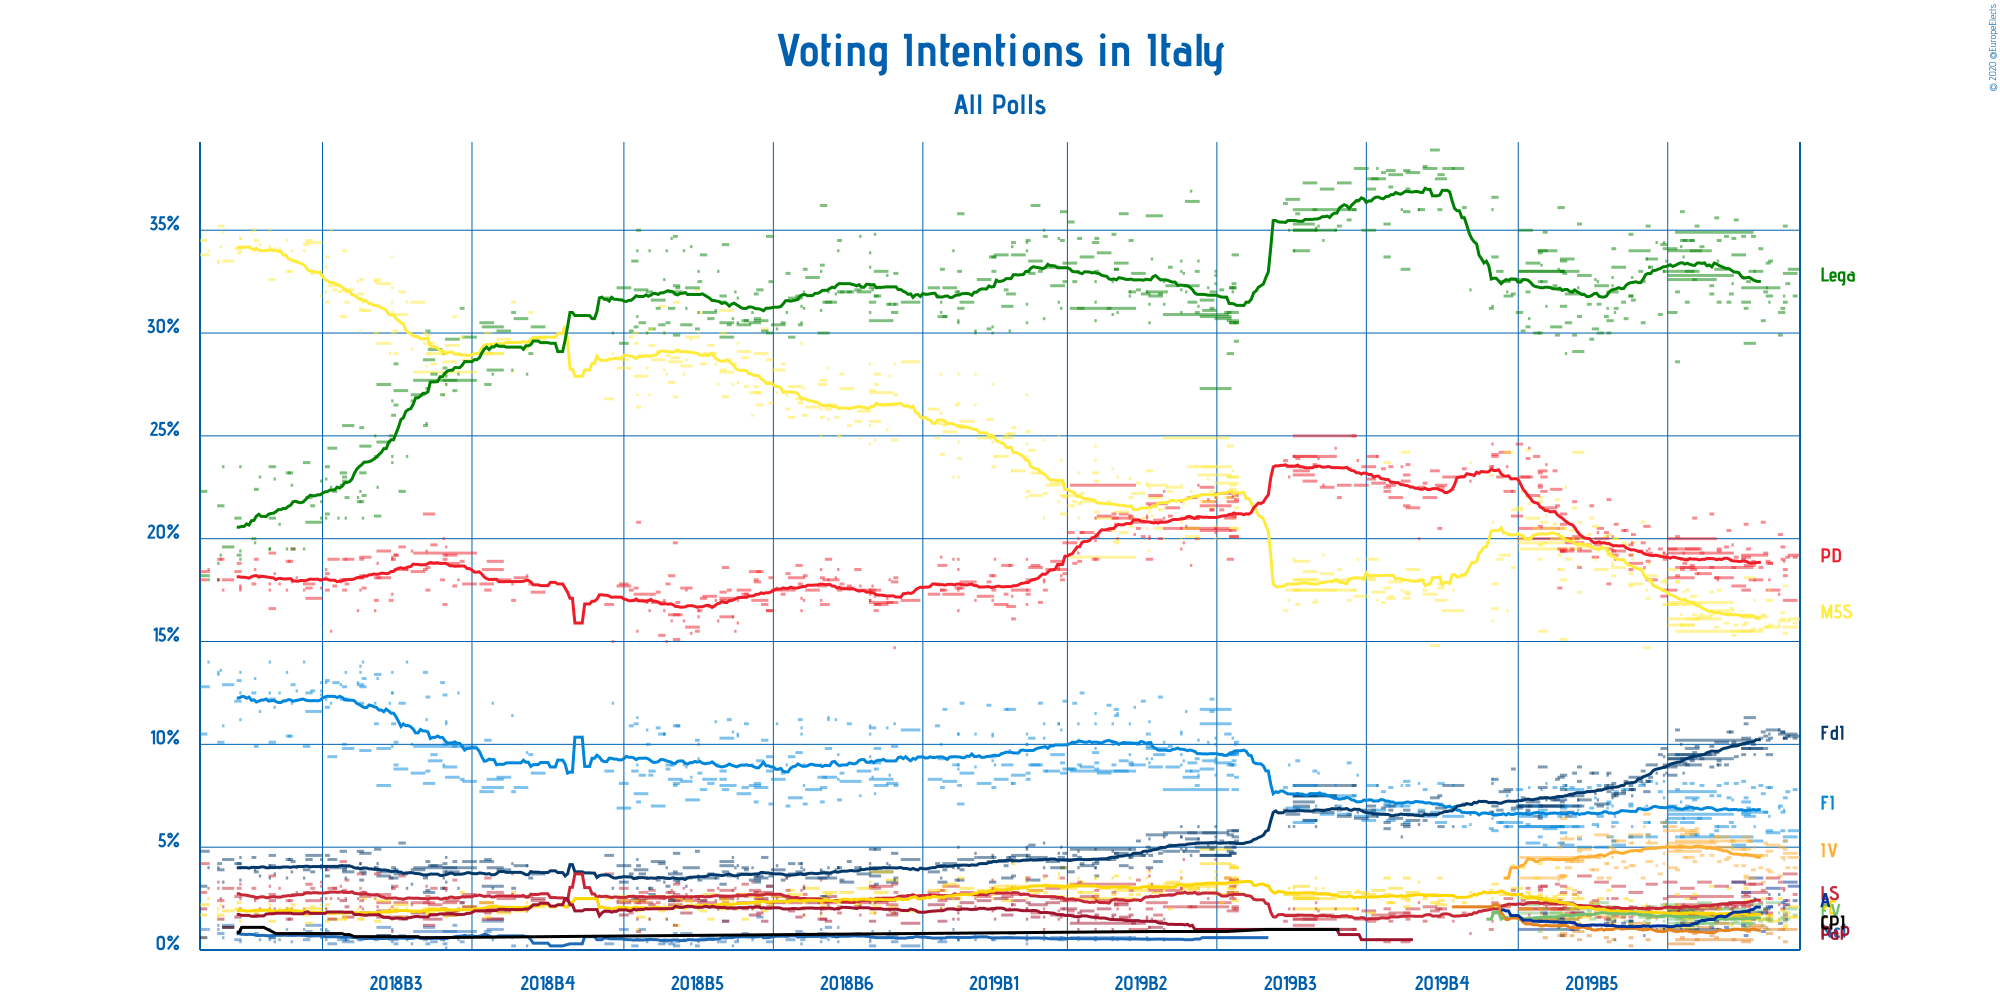 Voting Intentions in Italy
All Polls
© 2020 @EuropeElects
35%
30%
25%
20%
15%
10%
5%
0%
Lega
PD
M5S
FdI
FI
IV
LS
A
+E
CPI
PaP
2018B3
2018B4
2018B5
2018B6
2019B1
2019B2
2019B3
2019B4
2019B5